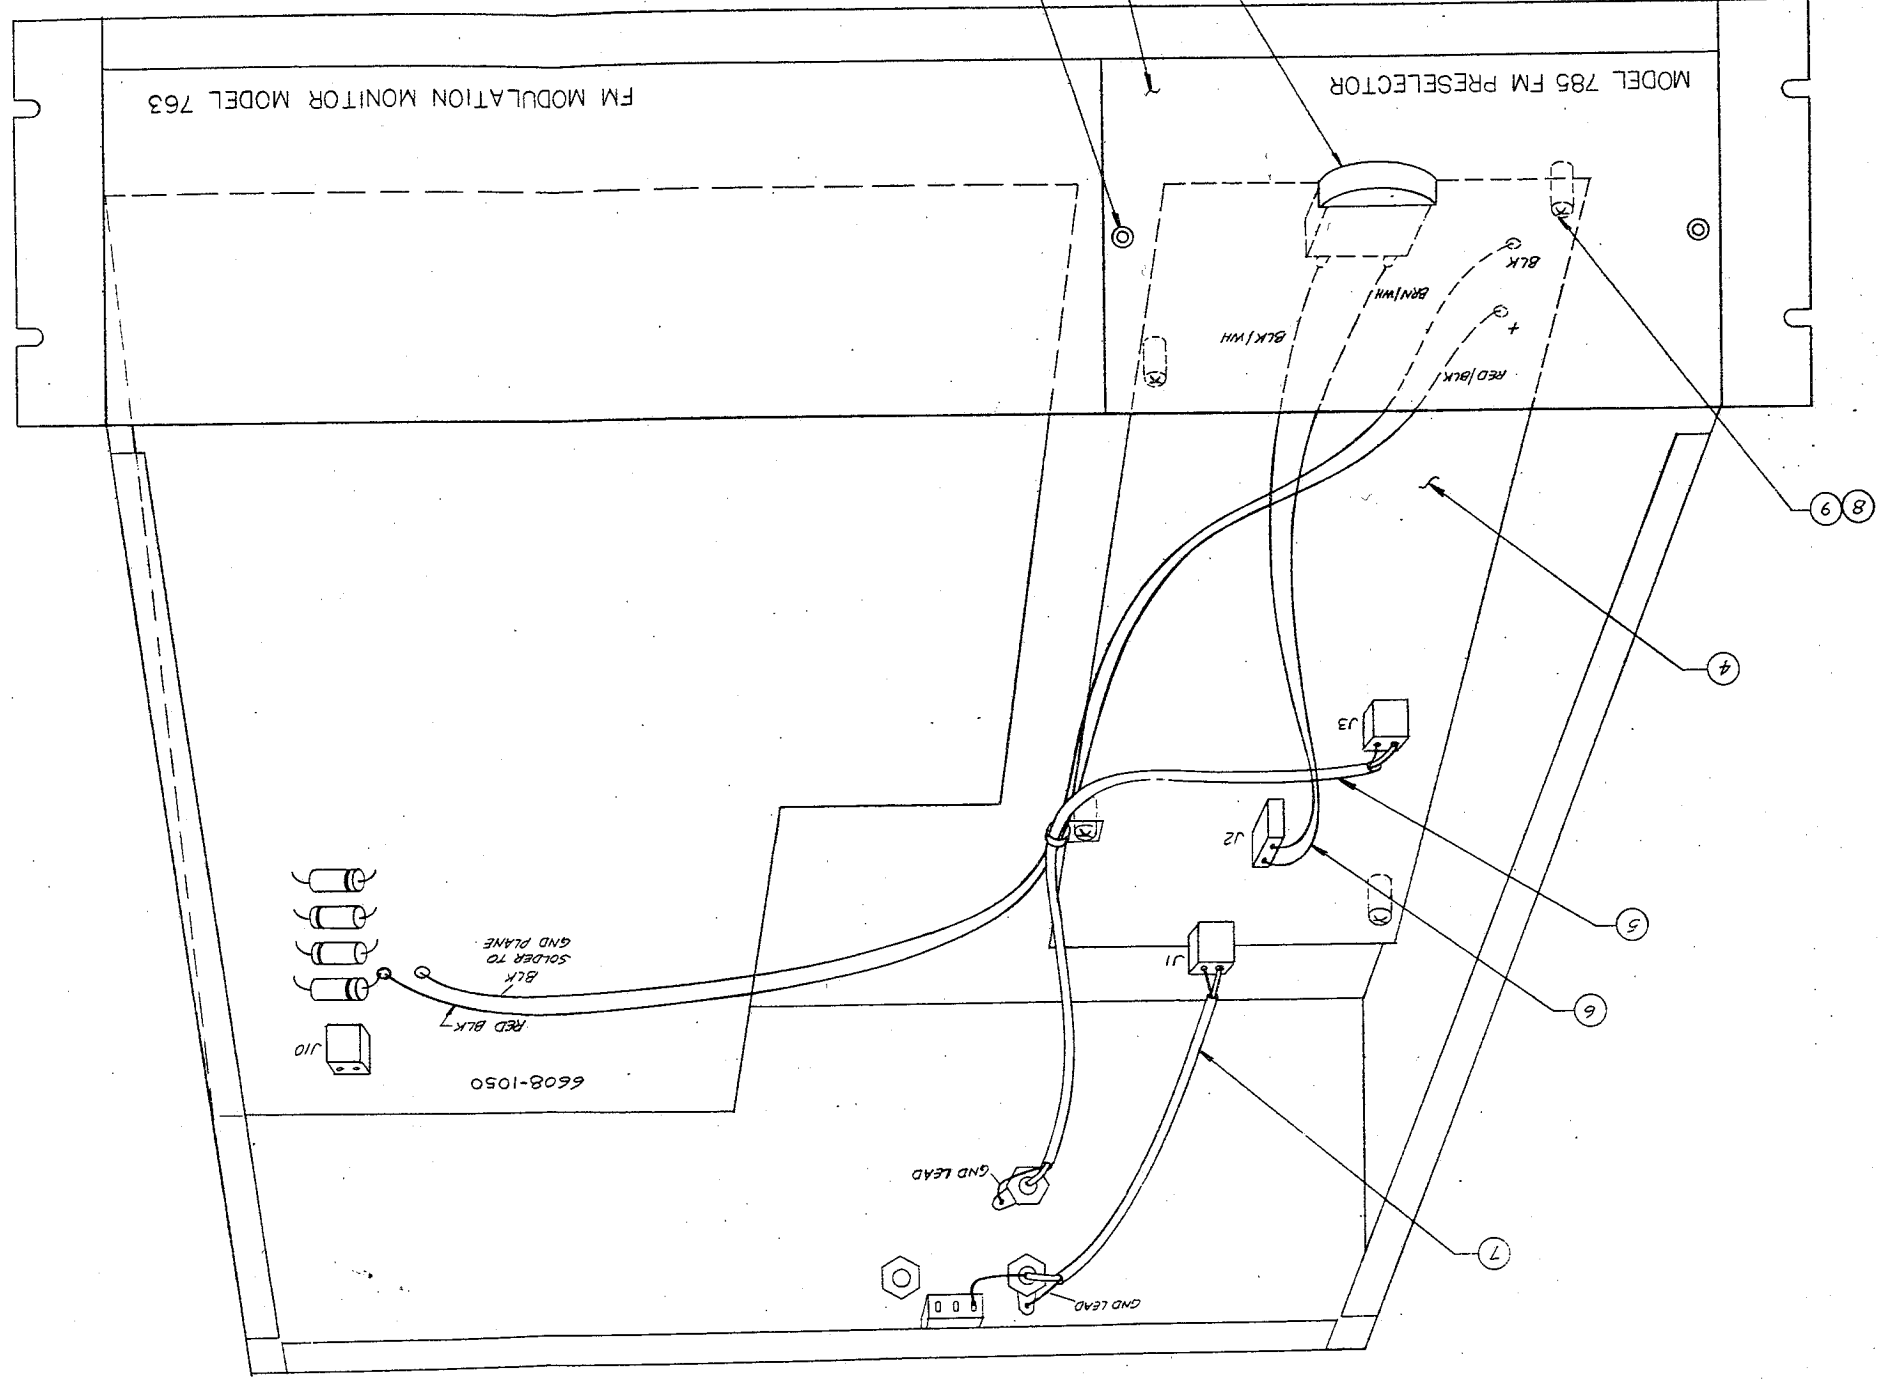 GND LEAD
7
GND LEAD
6608-1050
J10
RED BLK
6
BLK
SOLDER TO
GND PLANE
J1
5
J2
J3
4
8 9
RED/BLK
BLK/WH
+
BRN/WH
BLK
MODEL 785 FM PRESELECTOR
FM MODULATION MONITOR MODEL 763